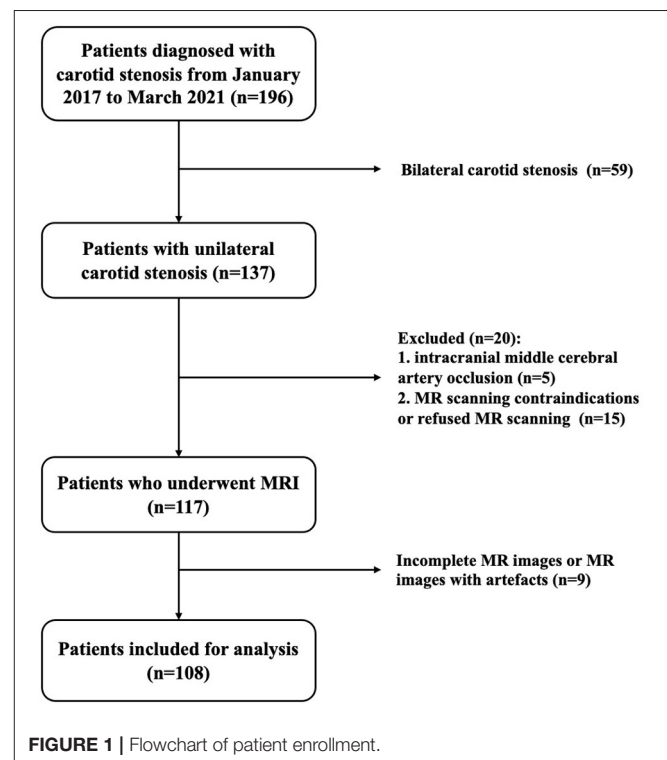 Patients diagnosed with
carotid stenosis from January
2017 to March 2021 (n=196)
Bilateral carotid stenosis (n=59)
Patients with unilateral
carotid stenosis (n=137)
Excluded (n=20):
1. intracranial middle cerebral
artery occlusion (n=5)
2. MR scanning contraindications
or refused MR scanning (n=15)
Patients who underwent MRI
(n=117)
Incomplete MR images or MR
images with artefacts (n=9)
Patients included for analysis
(n=108)
FIGURE 1 | Flowchart of patient enrollment.